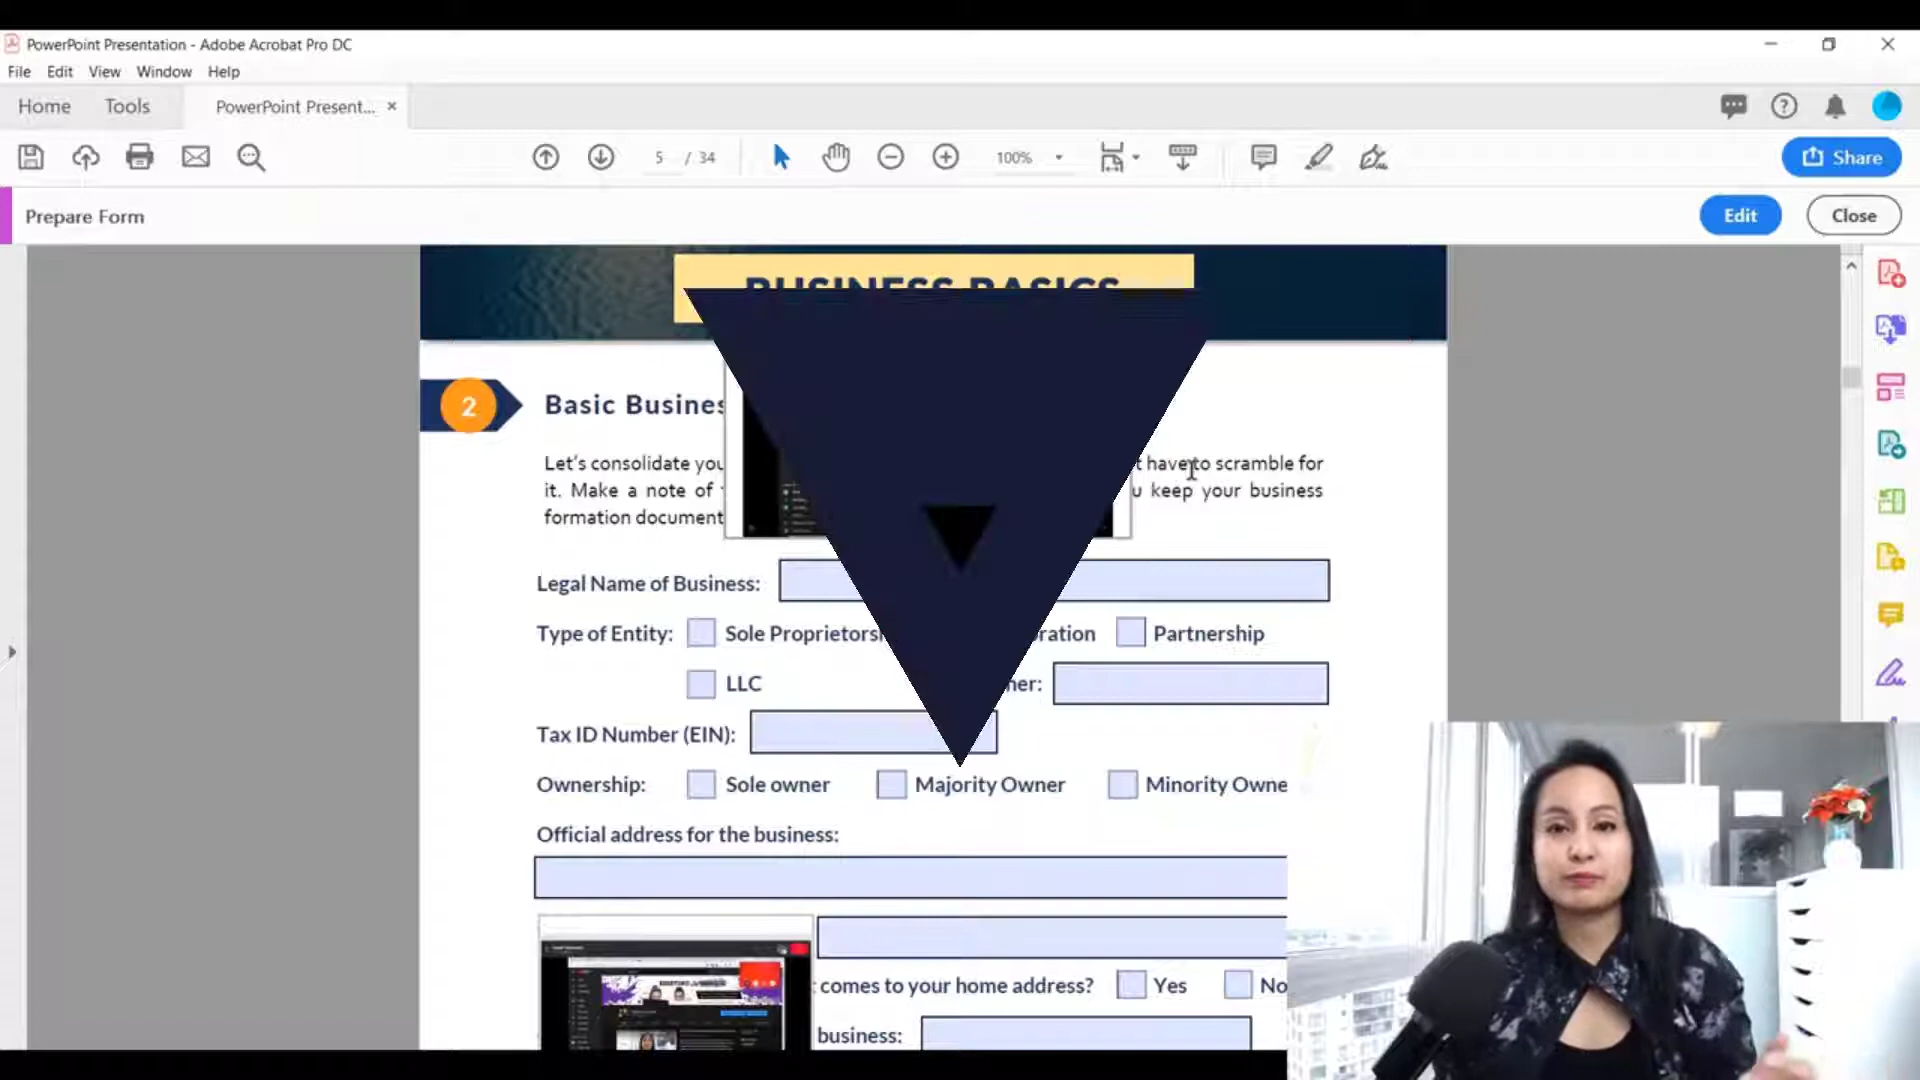 PowerPoint Presentation - Adobe Acrobat Pro DC
File Edit View Window Help
Home Tools PowerPoint Present... ×
5 / 34 100% Share
Prepare Form Edit Close
BUSINESS BASICS
2 Basic Busines
Let's consolidate you t have to scramble for
it. Make a note of u keep your business
formation document
Legal Name of Business:
Type of Entity: Sole Proprietorsh oration Partnership
LLC ner:
Tax ID Number (EIN):
Ownership: Sole owner Majority Owner Minority Owne
Official address for the business:
comes to your home address? Yes No
business: